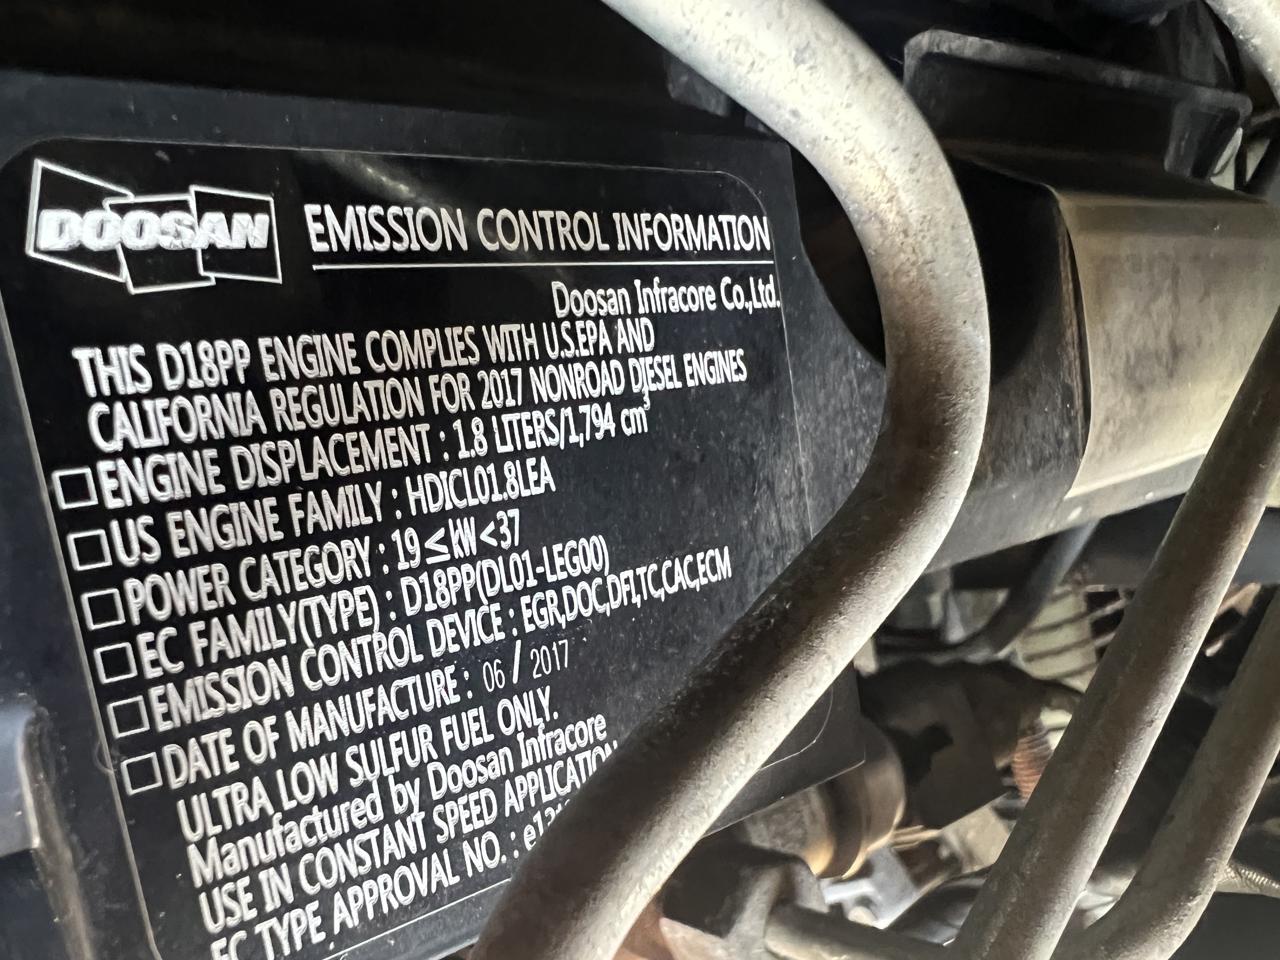 DOOSAN
EMISSION CONTROL INFORMATION
Doosan Infracore Co.,Ltd.
THIS D18PP ENGINE COMPLIES WITH U.S.EPA AND
CALIFORNIA REGULATION FOR 2017 NONROAD DIESEL ENGINES
ENGINE DISPLACEMENT : 1.8 LITERS/1,794 cm³
US ENGINE FAMILY : HDICL01.8LEA
POWER CATEGORY : 19≤kW<37
EC FAMILY(TYPE) : D18PP(DL01-LEG00)
EMISSION CONTROL DEVICE : EGR,DOC,DFI,TC,CAC,ECM
DATE OF MANUFACTURE : 06 / 2017
ULTRA LOW SULFUR FUEL ONLY.
Manufactured by Doosan Infracore
USE IN CONSTANT SPEED APPLICATION
EC TYPE APPROVAL NO. :